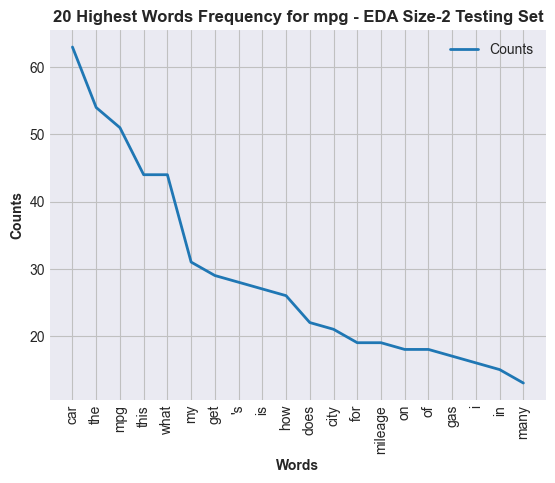 20 Highest Words Frequency for mpg - EDA Size-2 Testing Set
Counts
60
50
40
30
20
Counts
car
the
mpg
this
what
my
get
's
is
how
does
city
for
mileage
on
of
gas
i
in
many
Words